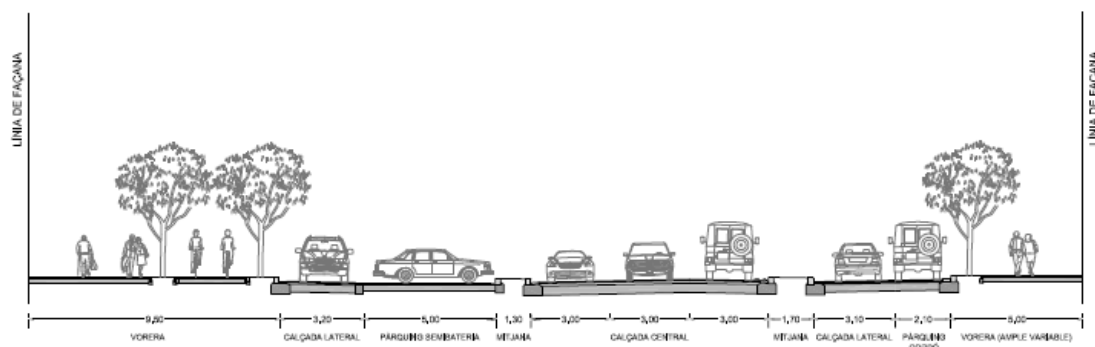 LÍNIA DE FAÇANA
LÍNIA DE FAÇANA
9,50 3,20 5,00 1,30 3,00 3,00 3,00 1,70 3,10 2,10 5,00
VORERA CALÇADA LATERAL PÀRQUING SEMIBATERIA MITJANA CALÇADA CENTRAL MITJANA CALÇADA LATERAL PÀRQUING VORERA (AMPLE VARIABLE)